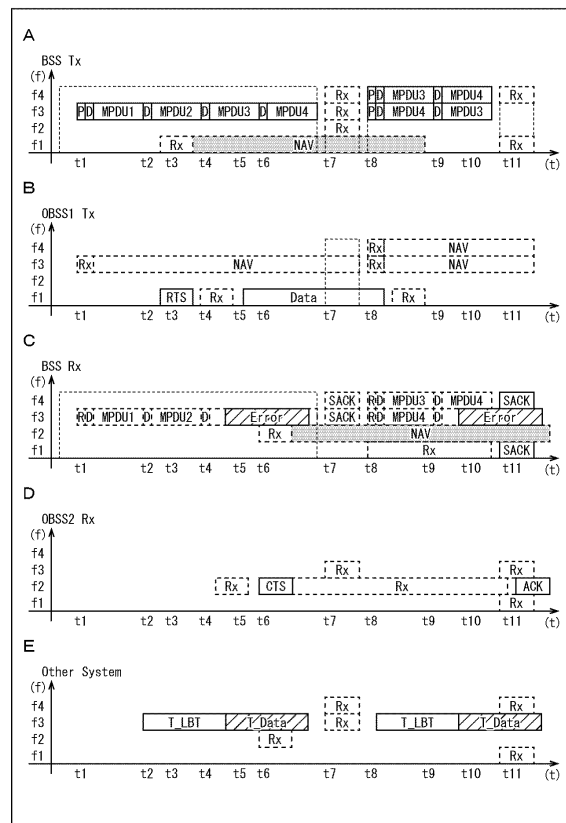 A
BSS Tx
(f)
f4 Rx P D MPDU3 D MPDU4 Rx
f3 P D MPDU1 D MPDU2 D MPDU3 D MPDU4 Rx P D MPDU4 D MPDU3
f2 Rx
f1 Rx NAV Rx
t1 t2 t3 t4 t5 t6 t7 t8 t9 t10 t11 (t)
B
OBSS1 Tx
(f)
f4 Rx NAV
f3 Rx NAV Rx NAV
f2
f1 RTS Rx Data Rx
t1 t2 t3 t4 t5 t6 t7 t8 t9 t10 t11 (t)
C
BSS Rx
(f)
f4 SACK R D MPDU3 D MPDU4 SACK
f3 R D MPDU1 D MPDU2 D Error SACK R D MPDU4 D Error
f2 Rx NAV
f1 Rx SACK
t1 t2 t3 t4 t5 t6 t7 t8 t9 t10 t11 (t)
D
OBSS2 Rx
(f)
f4
f3 Rx Rx
f2 Rx CTS Rx ACK
f1 Rx
t1 t2 t3 t4 t5 t6 t7 t8 t9 t10 t11 (t)
E
Other System
(f)
f4 Rx Rx
f3 T_LBT T_Data Rx T_LBT T_Data
f2 Rx
f1 Rx
t1 t2 t3 t4 t5 t6 t7 t8 t9 t10 t11 (t)